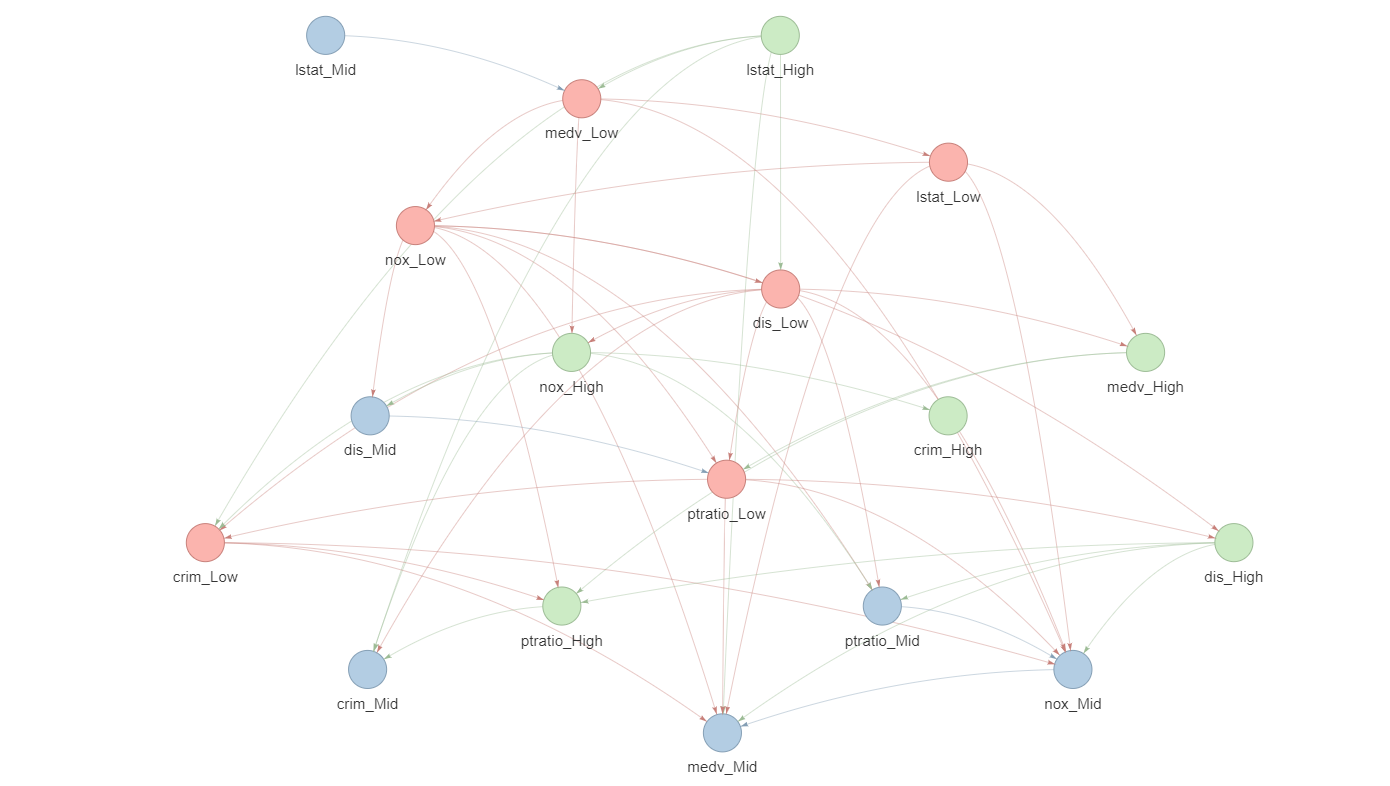 lstat_Mid
lstat_High
medv_Low
lstat_Low
nox_Low
dis_Low
nox_High
medv_High
dis_Mid
crim_High
ptratio_Low
crim_Low
dis_High
ptratio_High
ptratio_Mid
crim_Mid
nox_Mid
medv_Mid